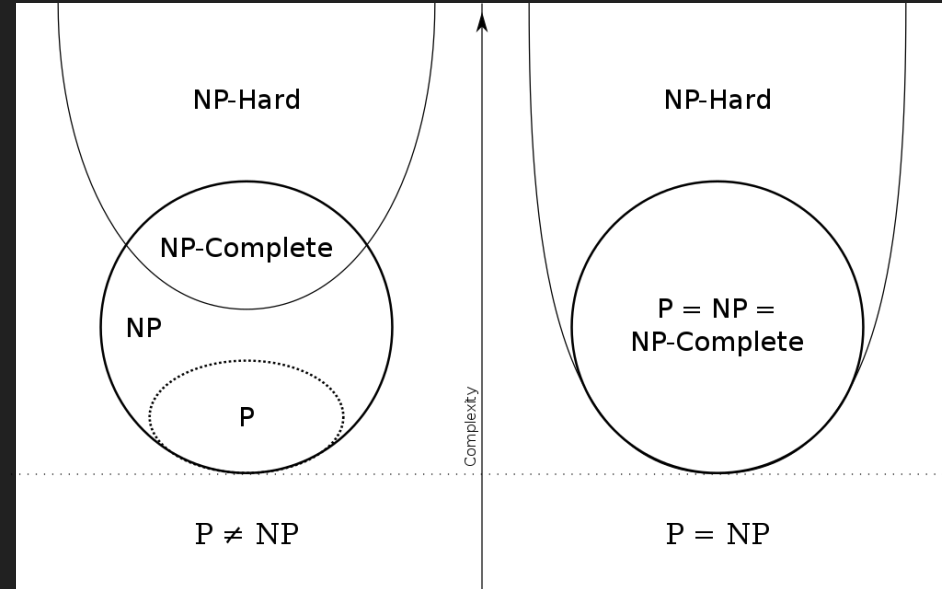 NP-Hard
NP-Complete
NP
P
P ≠ NP
Complexity
NP-Hard
P = NP =
NP-Complete
P = NP